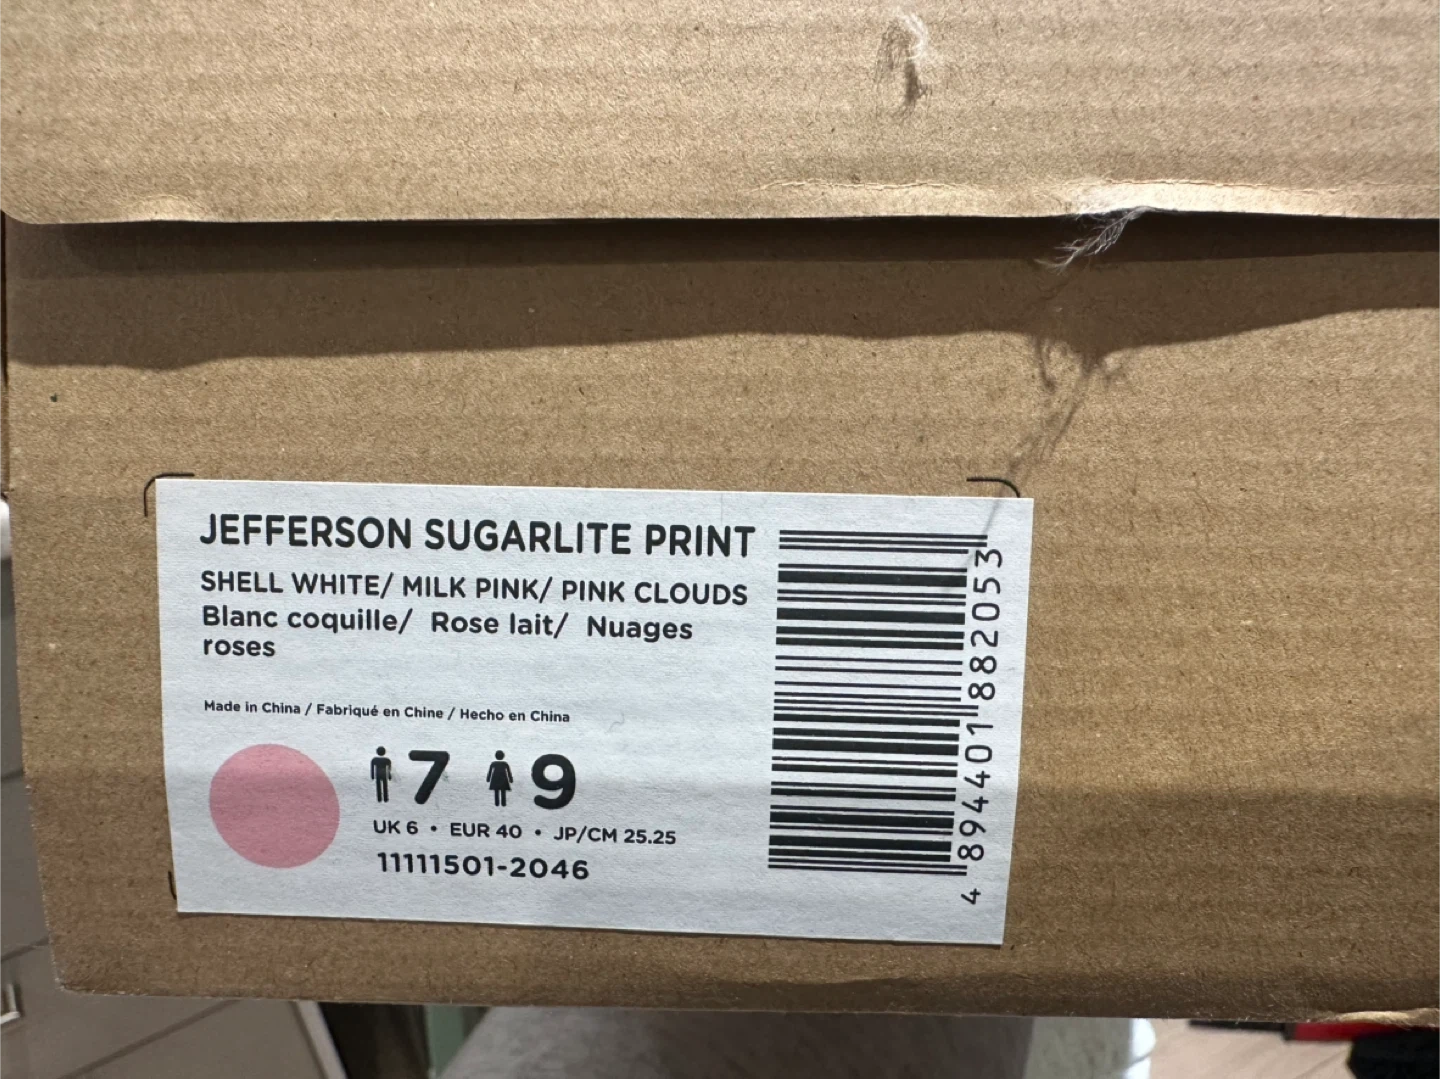 JEFFERSON SUGARLITE PRINT
SHELL WHITE/ MILK PINK/ PINK CLOUDS
Blanc coquille/ Rose lait/ Nuages
roses
Made in China / Fabriqué en Chine / Hecho en China
7 9
UK 6 • EUR 40 • JP/CM 25.25
11111501-2046
4 894401 882053